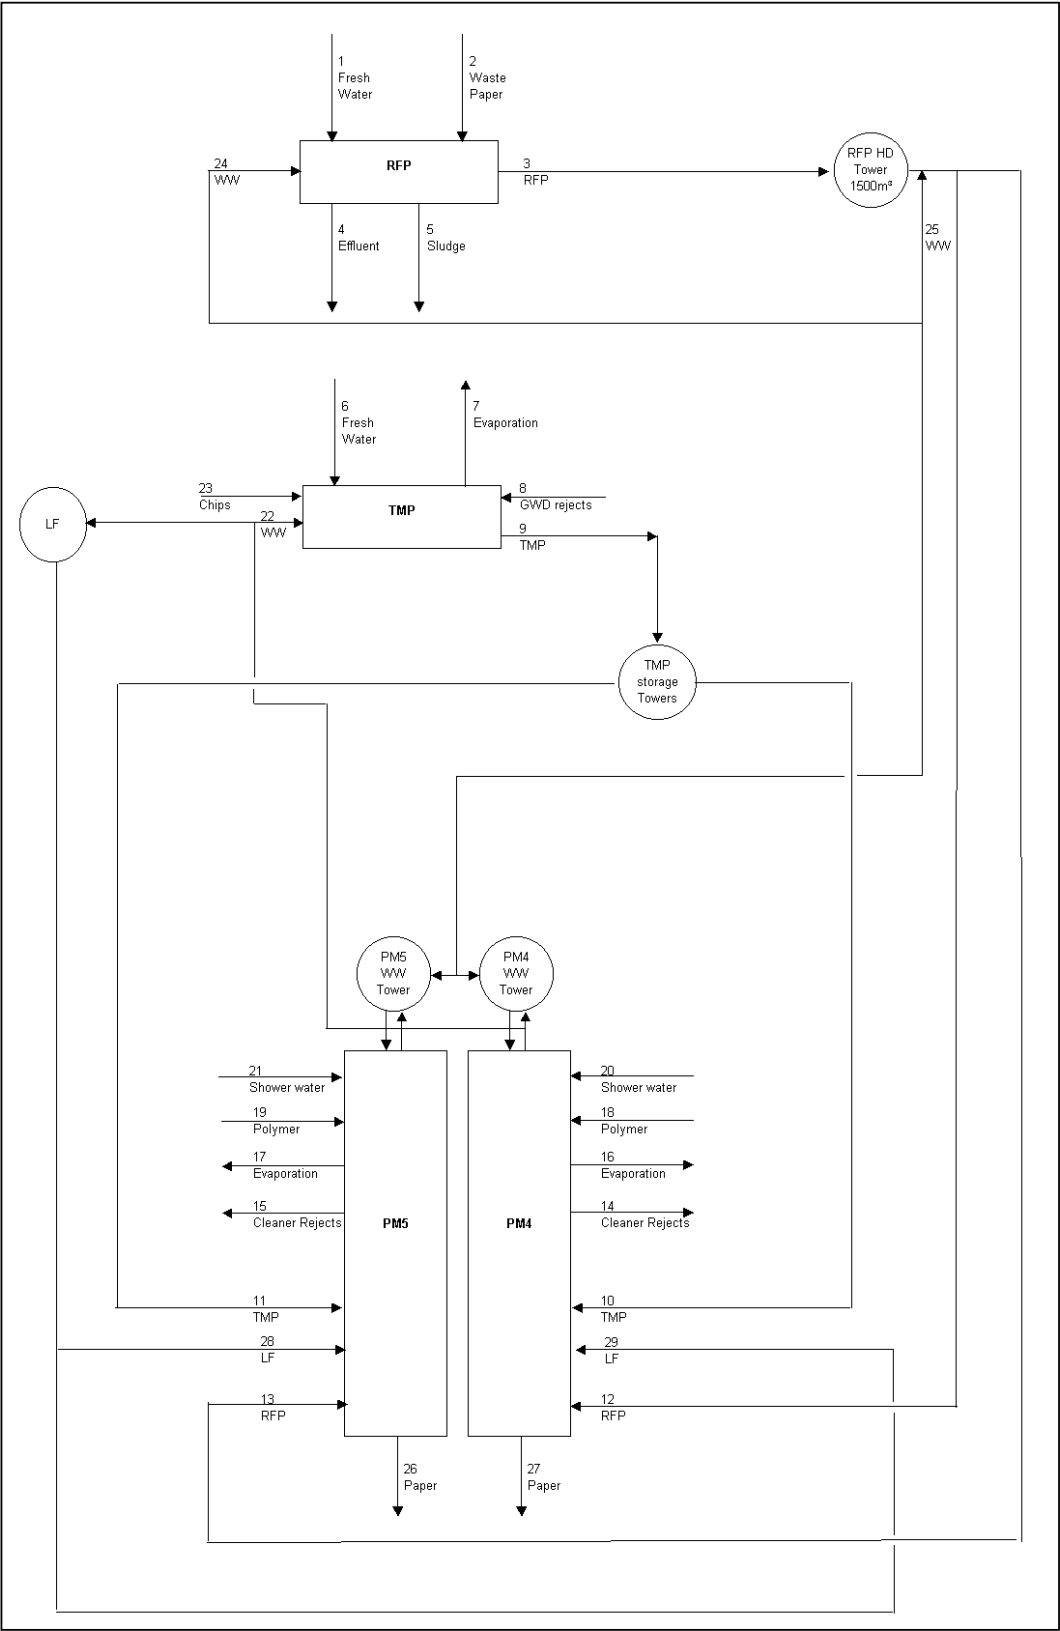 1
Fresh
Water
2
Waste
Paper
RFP
24
WW
3
RFP
RFP HD
Tower
1500m³
4
Effluent
5
Sludge
25
WW
6
Fresh
Water
7
Evaporation
23
Chips
TMP
8
GWD rejects
LF
22
WW
9
TMP
TMP
storage
Towers
PM5
WW
Tower
PM4
WW
Tower
21
Shower water
20
Shower water
19
Polymer
18
Polymer
17
Evaporation
16
Evaporation
15
Cleaner Rejects
PM5
PM4
14
Cleaner Rejects
11
TMP
10
TMP
28
LF
29
LF
13
RFP
12
RFP
26
Paper
27
Paper